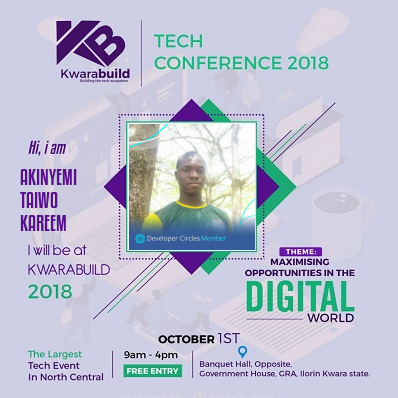 KB
Kwarabuild
Building the tech ecosystem
TECH
CONFERENCE 2018
Hi, i am
AKINYEMI
TAIWO
KAREEM
I will be at
KWARABUILD
2018
Developer Circles Member
THEME:
MAXIMISING
OPPORTUNITIES IN THE
DIGITAL
WORLD
OCTOBER 1ST
The Largest
Tech Event
In North Central
9am - 4pm
FREE ENTRY
Banquet Hall, Opposite,
Government House, GRA, Ilorin Kwara state.